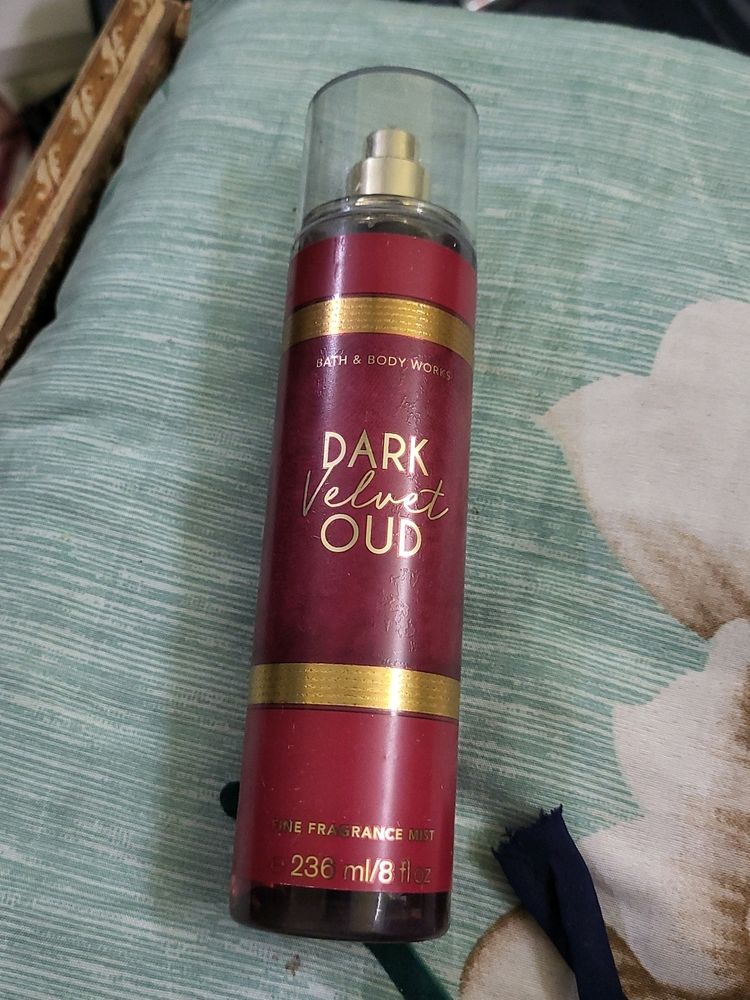 BATH & BODY WORKS
DARK
Velvet
OUD
FINE FRAGRANCE MIST
236 ml/8 fl oz